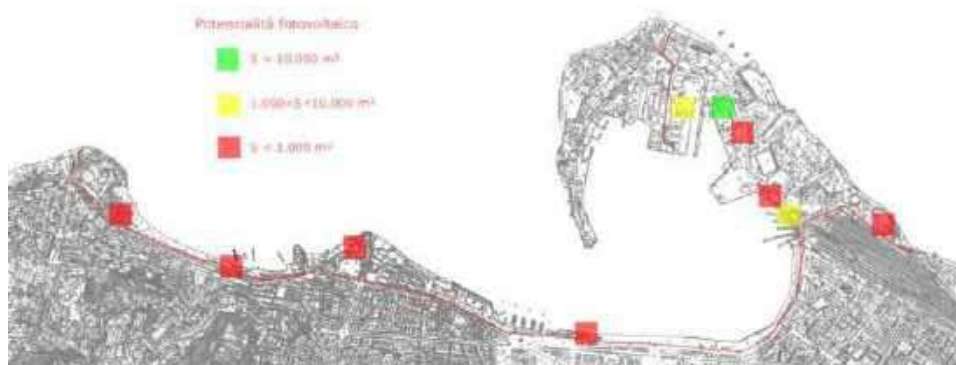 Potenzialità fotovoltaica
S > 10.000 m²
1.000<S<10.000 m²
S < 1.000 m²